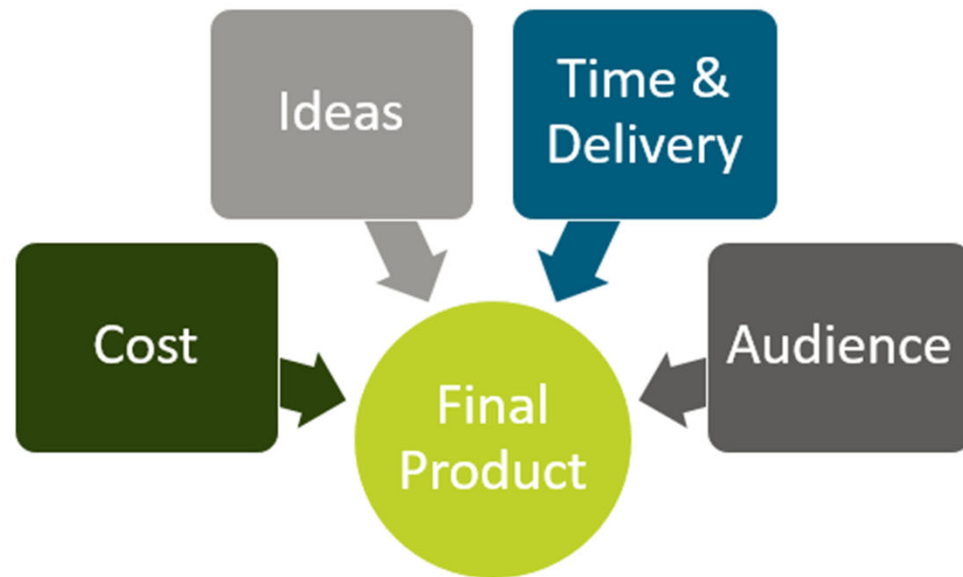 Ideas
Time &
Delivery
Cost
Audience
Final
Product